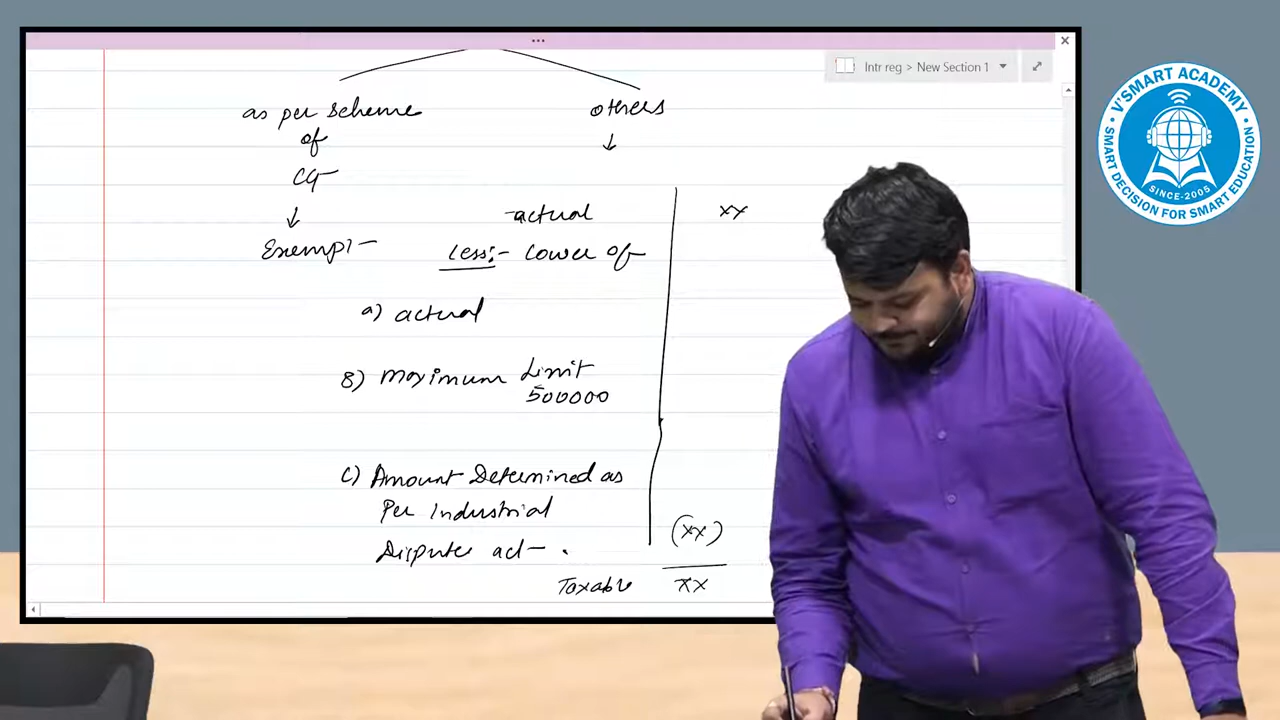 Intr reg > New Section 1
as per scheme
of
CG
Exempt
others
actual
xx
Less:- Lower of
a) actual
B) Maximum Limit
500000
C) Amount Determined as
Per Industrial
Dispute act
(xx)
Taxable xx
V'SMART ACADEMY
SMART DECISION FOR SMART EDUCATION
SINCE-2005